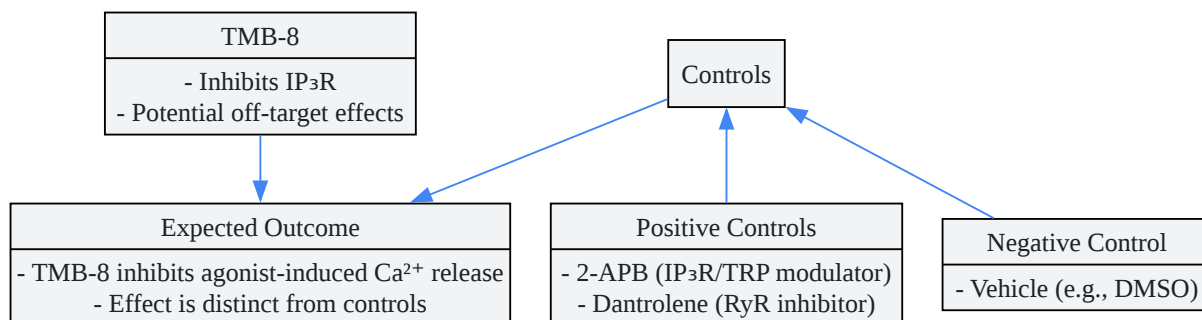 TMB-8
- Inhibits IP₃R
- Potential off-target effects
Controls
Expected Outcome
- TMB-8 inhibits agonist-induced Ca²⁺ release
- Effect is distinct from controls
Positive Controls
- 2-APB (IP₃R/TRP modulator)
- Dantrolene (RyR inhibitor)
Negative Control
- Vehicle (e.g., DMSO)